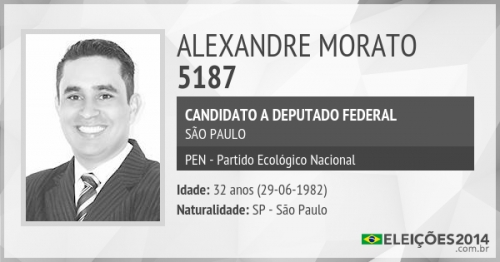 ALEXANDRE MORATO
5187
CANDIDATO A DEPUTADO FEDERAL
SÃO PAULO
PEN - Partido Ecológico Nacional
Idade: 32 anos (29-06-1982)
Naturalidade: SP - São Paulo
ELEIÇÕES2014
.com.br